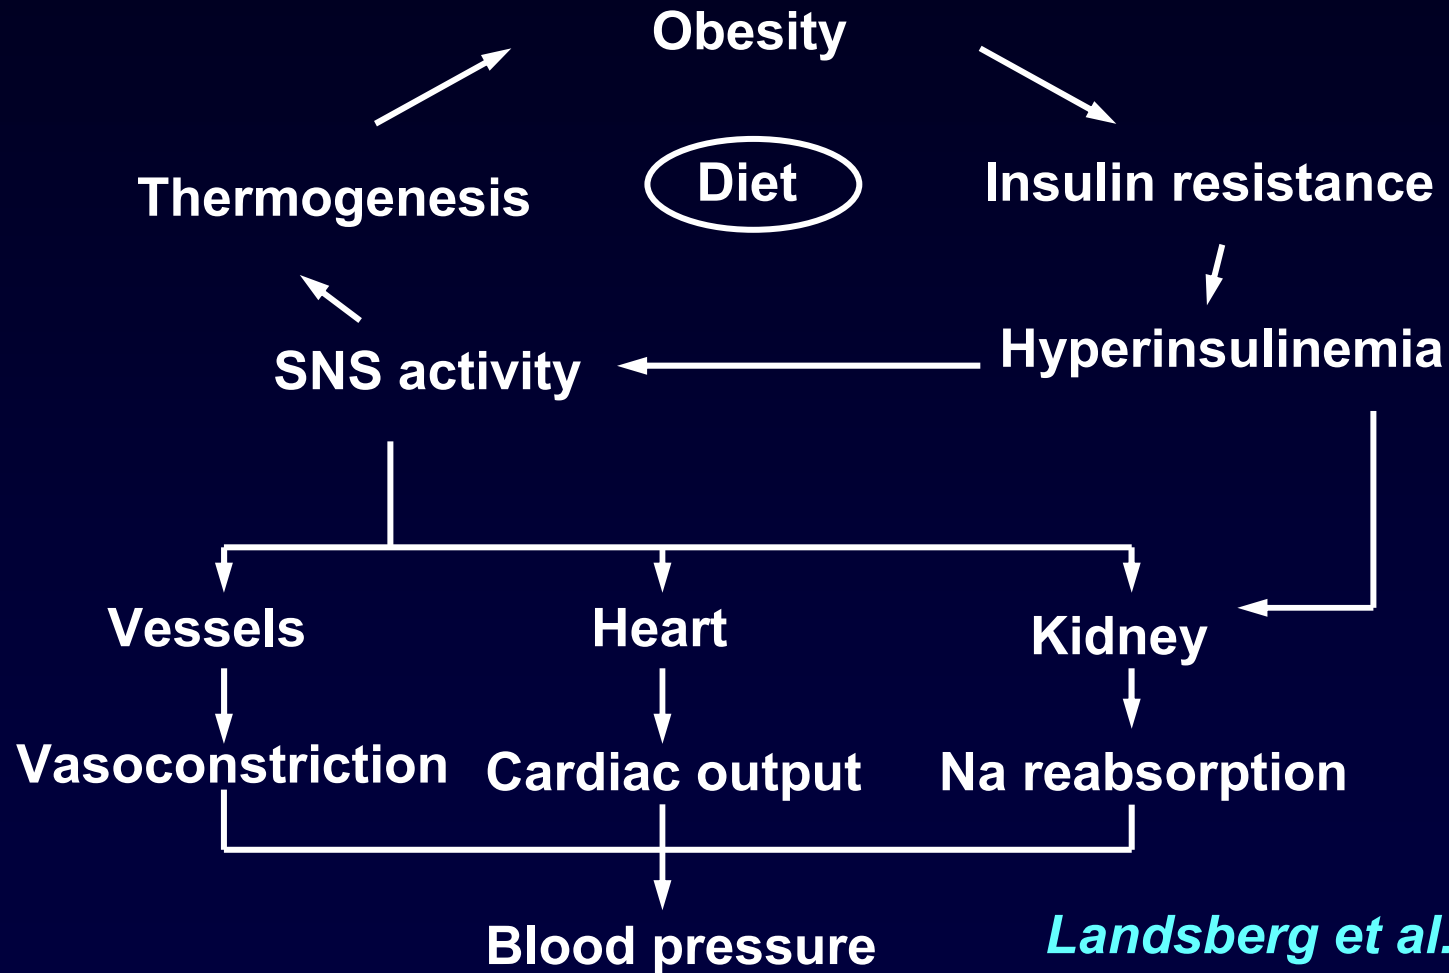 Obesity
Diet
Insulin resistance
Thermogenesis
Hyperinsulinemia
SNS activity
Vessels
Heart
Kidney
Vasoconstriction
Cardiac output
Na reabsorption
Blood pressure
Landsberg et al.